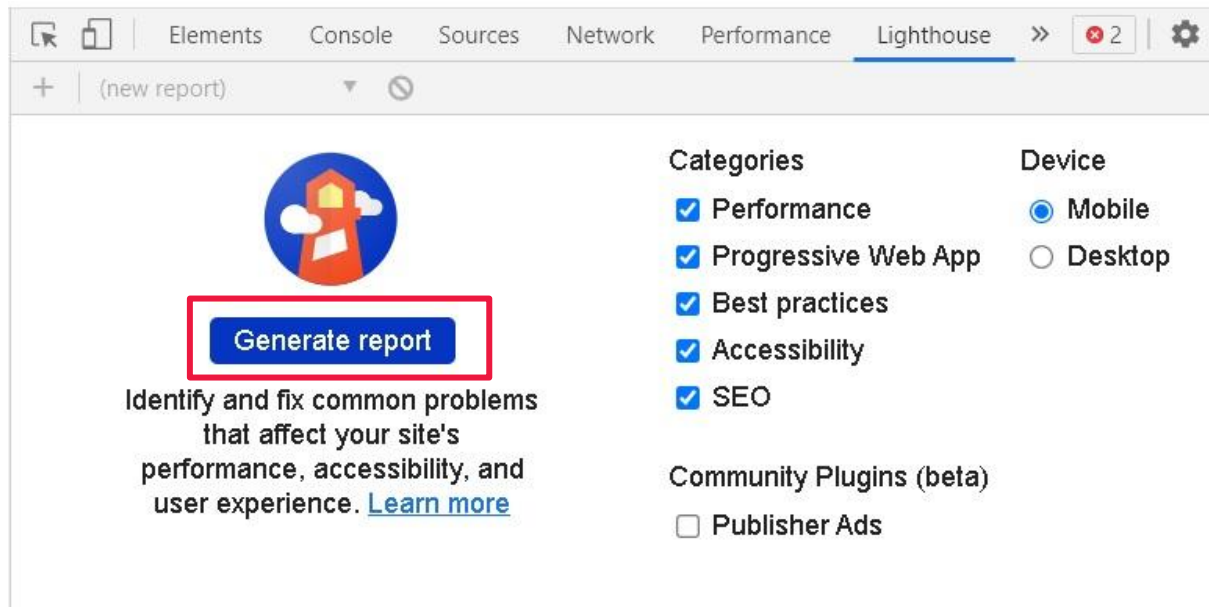 Elements Console Sources Network Performance Lighthouse 2
(new report)
Generate report
Identify and fix common problems
that affect your site's
performance, accessibility, and
user experience. Learn more
Categories
Performance
Progressive Web App
Best practices
Accessibility
SEO
Community Plugins (beta)
Publisher Ads
Device
Mobile
Desktop